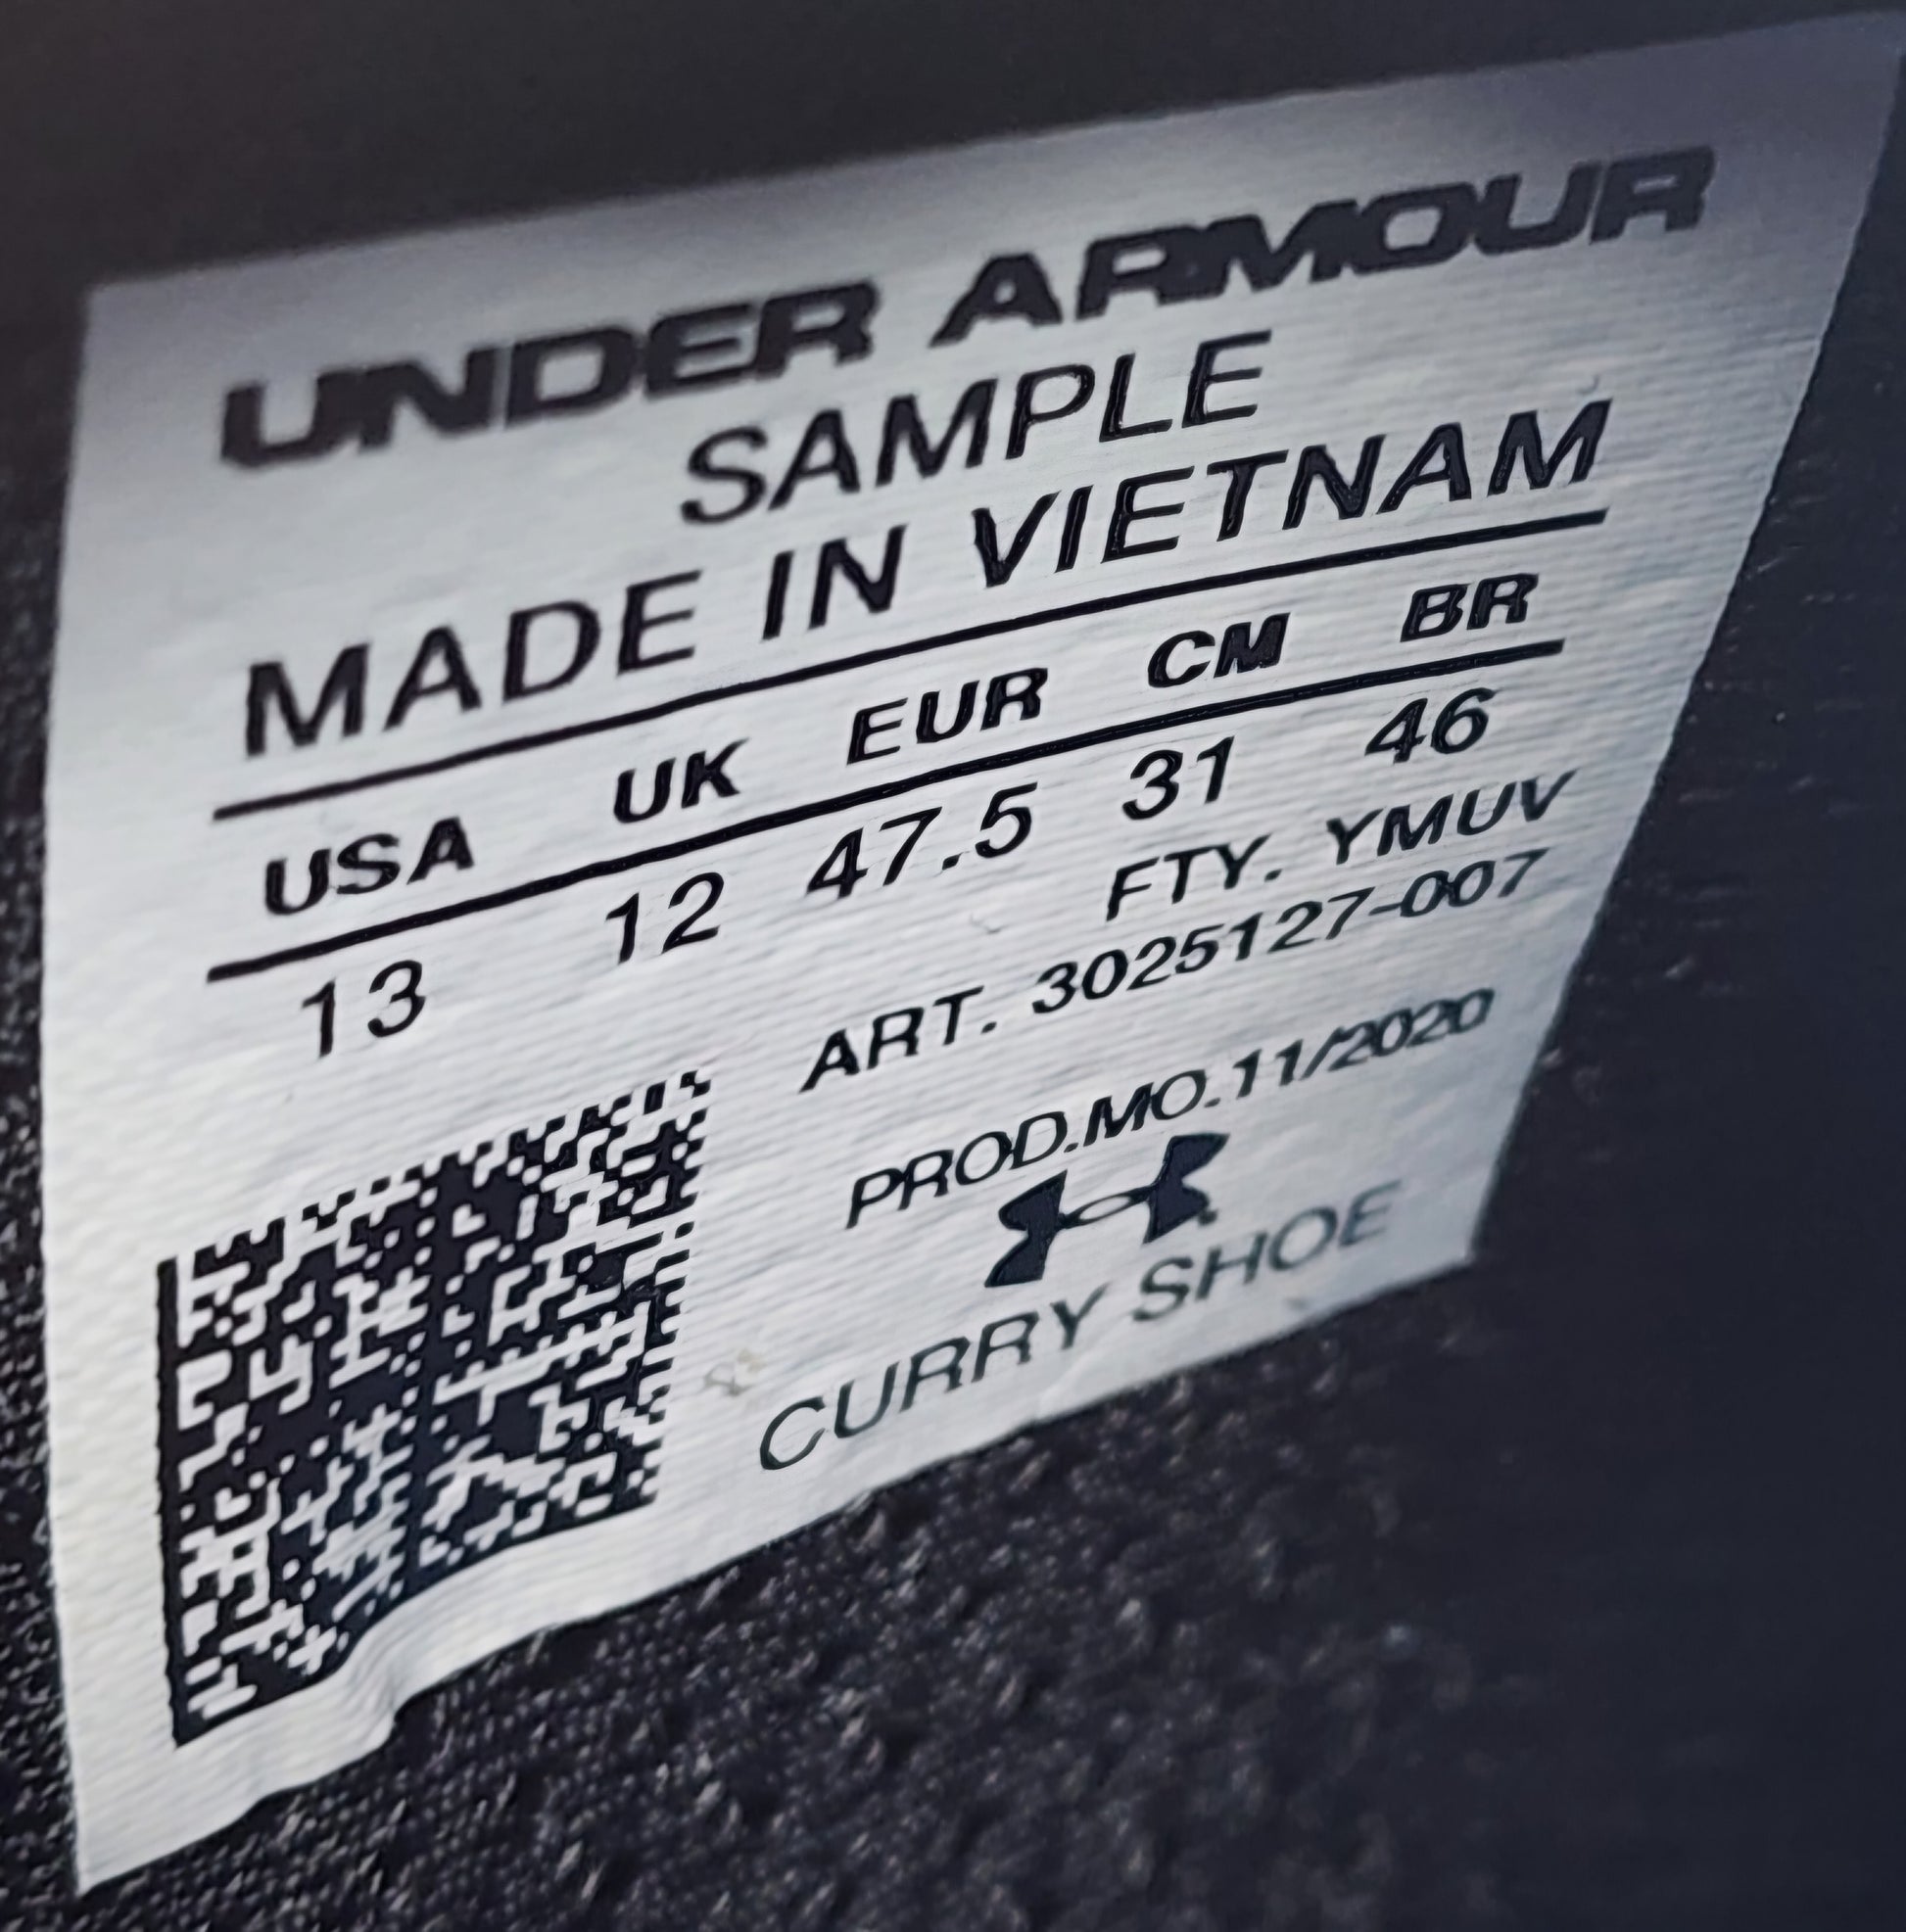 UNDER ARMOUR
SAMPLE
MADE IN VIETNAM
USA UK EUR CM BR
13 12 47.5 31 46
FTY. YMUV
ART. 3025127-007
PROD.MO.11/2020
CURRY SHOE